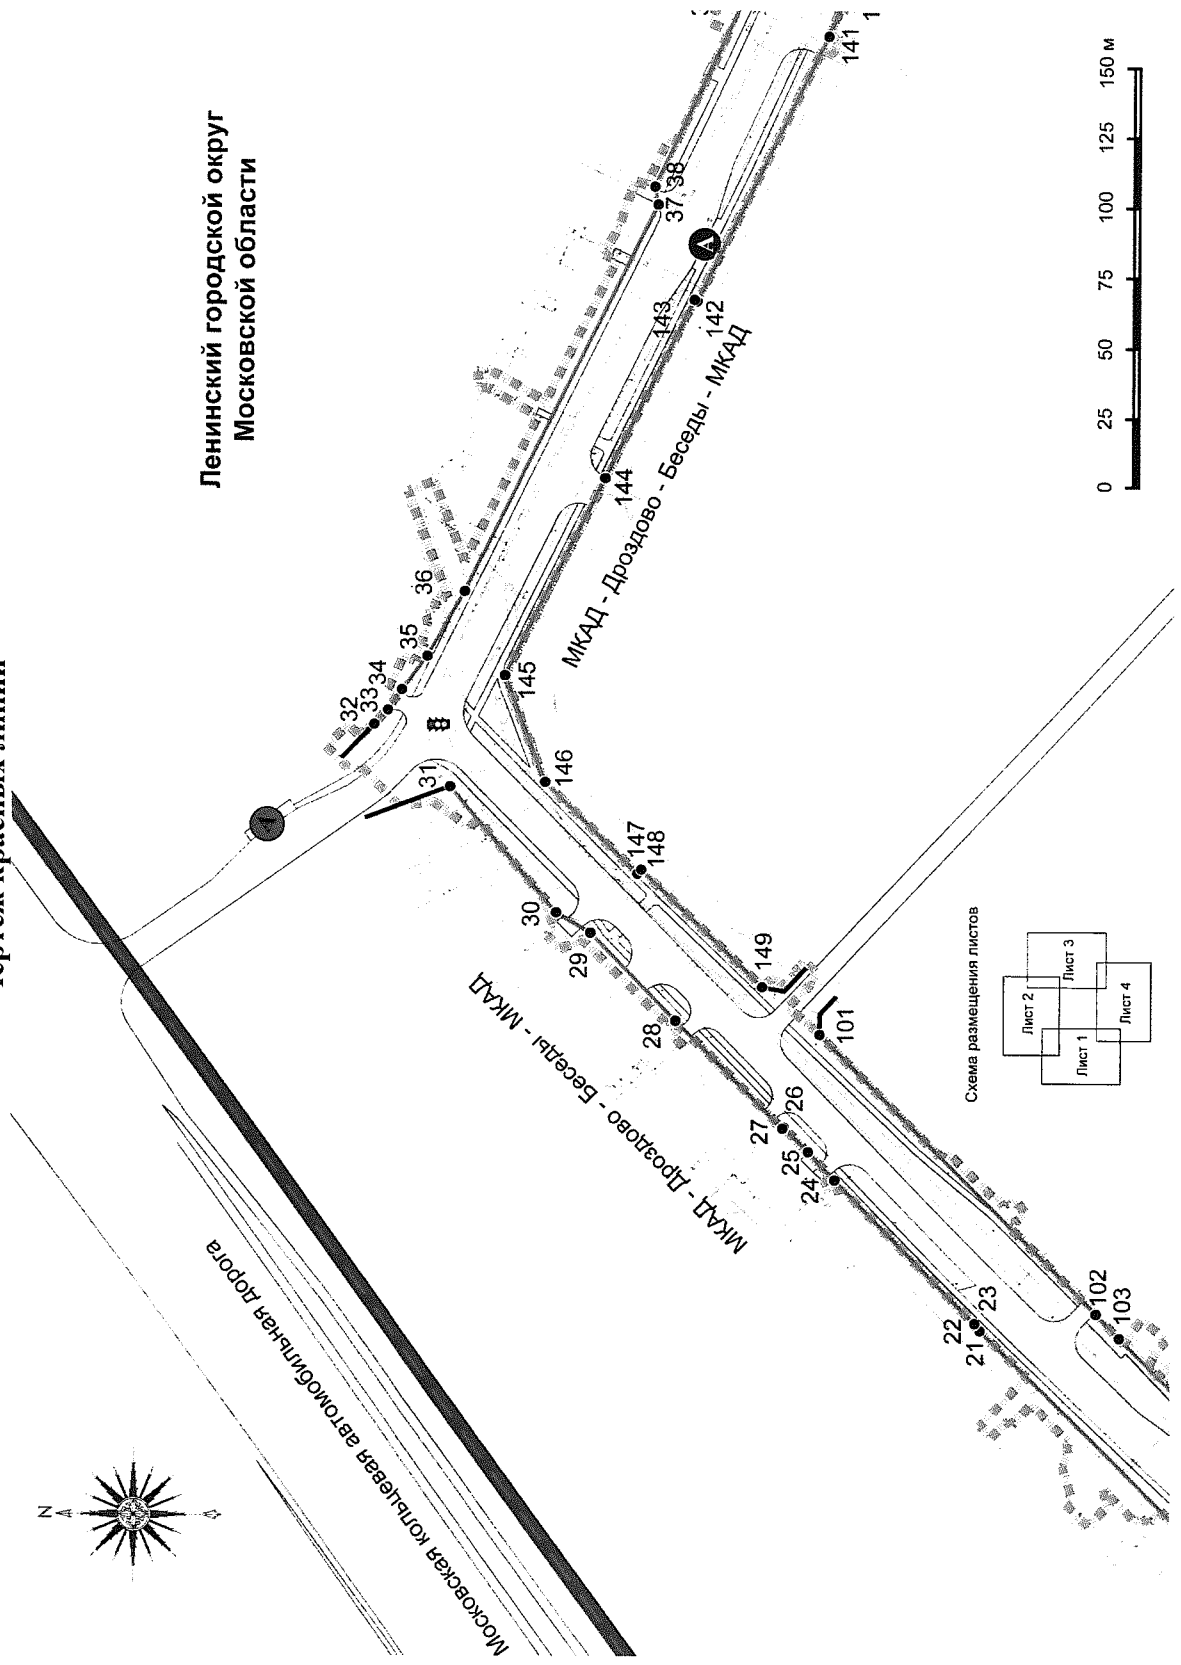 Чертеж красных линий
Ленинский городской округ
Московской области
N
Московская кольцевая автомобильная дорога
МКАД - Дроздово - Беседы - МКАД
МКАД - Дроздово - Беседы - МКАД
21
22
23
24
25
26
27
28
29
30
31
32
33
34
35
36
37
38
101
102
103
141
142
143
144
145
146
147
148
149
А
А
Схема размещения листов
Лист 1
Лист 2
Лист 3
Лист 4
0 25 50 75 100 125 150 м